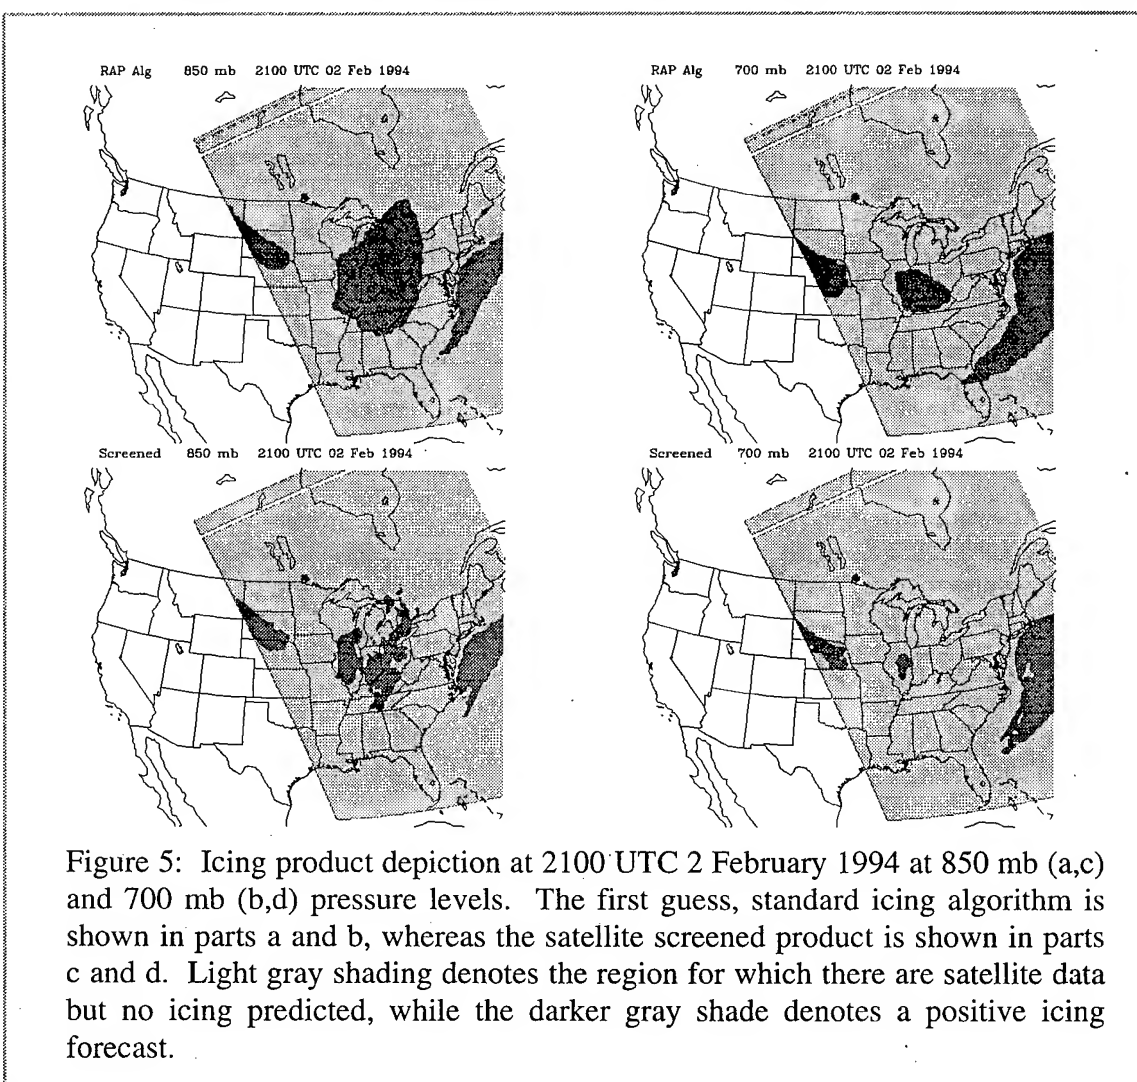 RAP Alg 850 mb 2100 UTC 02 Feb 1994
RAP Alg 700 mb 2100 UTC 02 Feb 1994
Screened 850 mb 2100 UTC 02 Feb 1994
Screened 700 mb 2100 UTC 02 Feb 1994
Figure 5: Icing product depiction at 2100 UTC 2 February 1994 at 850 mb (a,c)
and 700 mb (b,d) pressure levels. The first guess, standard icing algorithm is
shown in parts a and b, whereas the satellite screened product is shown in parts
c and d. Light gray shading denotes the region for which there are satellite data
but no icing predicted, while the darker gray shade denotes a positive icing
forecast.